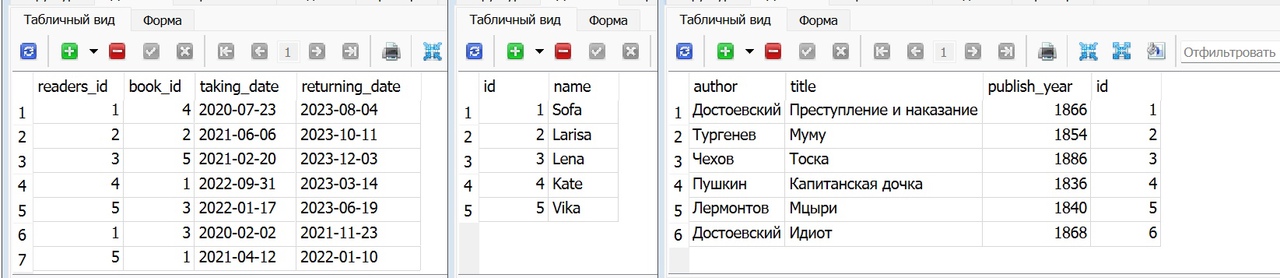 Табличный вид Форма
1
readers_id book_id taking_date returning_date
1 1 4 2020-07-23 2023-08-04
2 2 2 2021-06-06 2023-10-11
3 3 5 2021-02-20 2023-12-03
4 4 1 2022-09-31 2023-03-14
5 5 3 2022-01-17 2023-06-19
6 1 3 2020-02-02 2021-11-23
7 5 1 2021-04-12 2022-01-10
Табличный вид Форма
id name
1 1 Sofa
2 2 Larisa
3 3 Lena
4 4 Kate
5 5 Vika
Табличный вид Форма
1 Отфильтровать
author title publish_year id
1 Достоевский Преступление и наказание 1866 1
2 Тургенев Муму 1854 2
3 Чехов Тоска 1886 3
4 Пушкин Капитанская дочка 1836 4
5 Лермонтов Мцыри 1840 5
6 Достоевский Идиот 1868 6